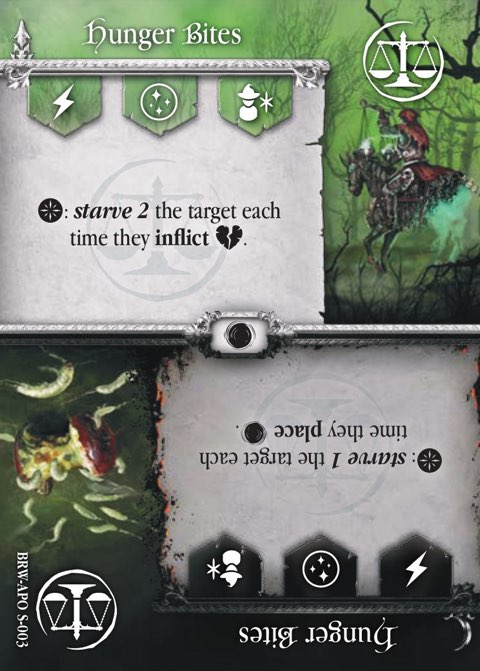 Hunger Bites
: starve 2 the target each
time they inflict .
: starve 1 the target each
time they place .
Hunger Bites
BRW-APO S-003